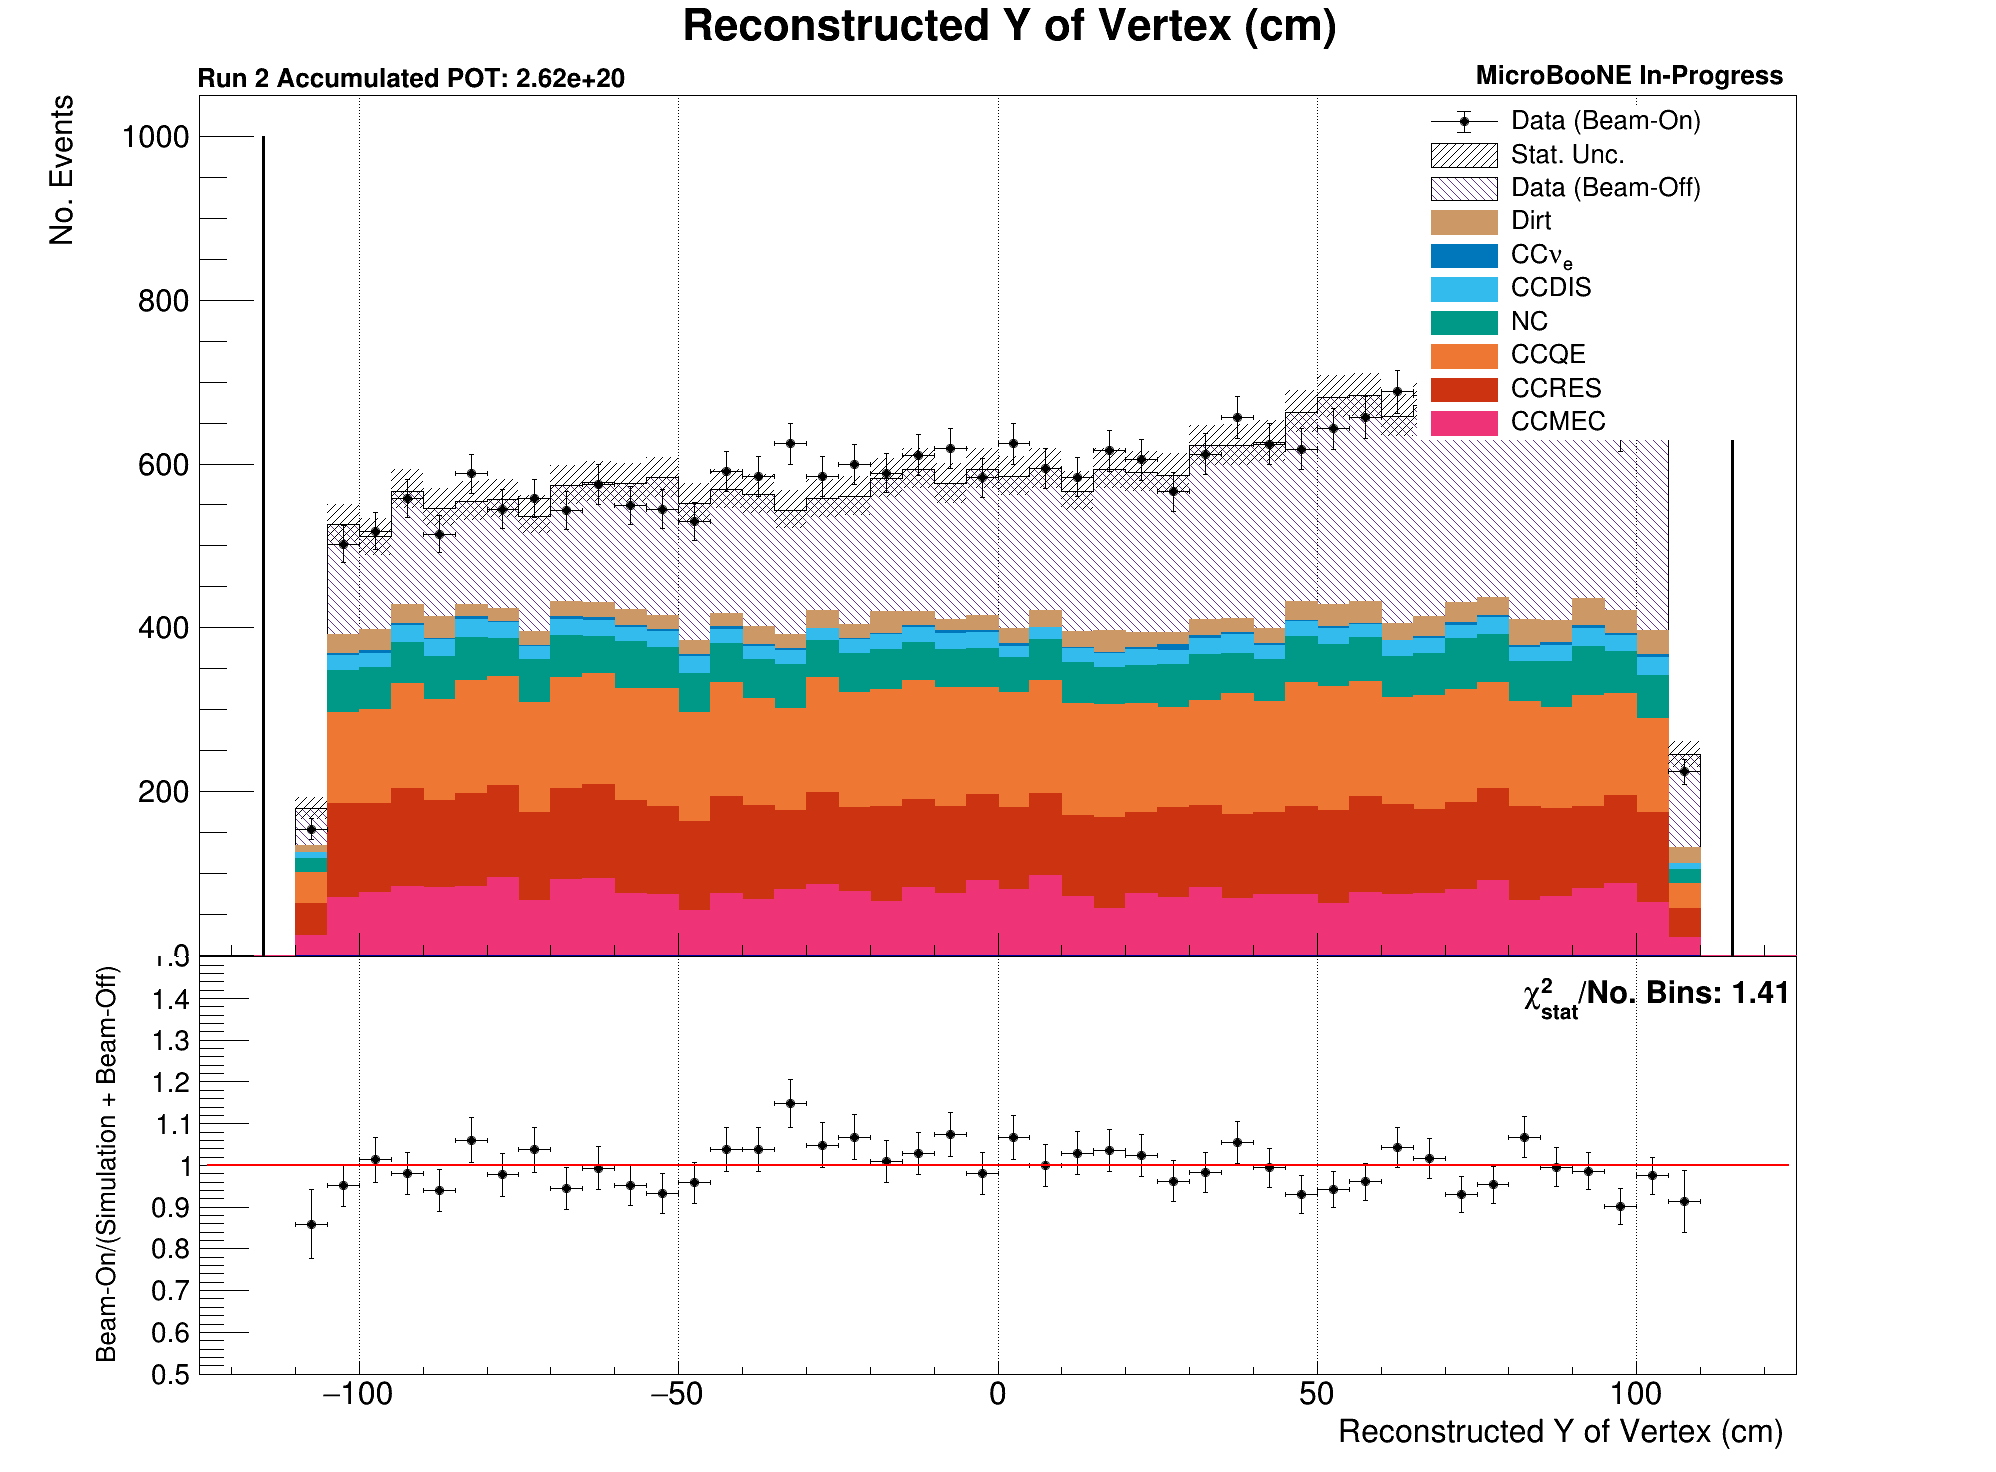 Reconstructed Y of Vertex (cm)
Run 2 Accumulated POT: 2.62e+20
MicroBooNE In-Progress
No. Events
1000
800
600
400
200
0
Data (Beam-On)
Stat. Unc.
Data (Beam-Off)
Dirt
CCνe
CCDIS
NC
CCQE
CCRES
CCMEC
Beam-On/(Simulation + Beam-Off)
1.5
1.4
1.3
1.2
1.1
1
0.9
0.8
0.7
0.6
0.5
χ2stat/No. Bins: 1.41
−100
−50
0
50
100
Reconstructed Y of Vertex (cm)